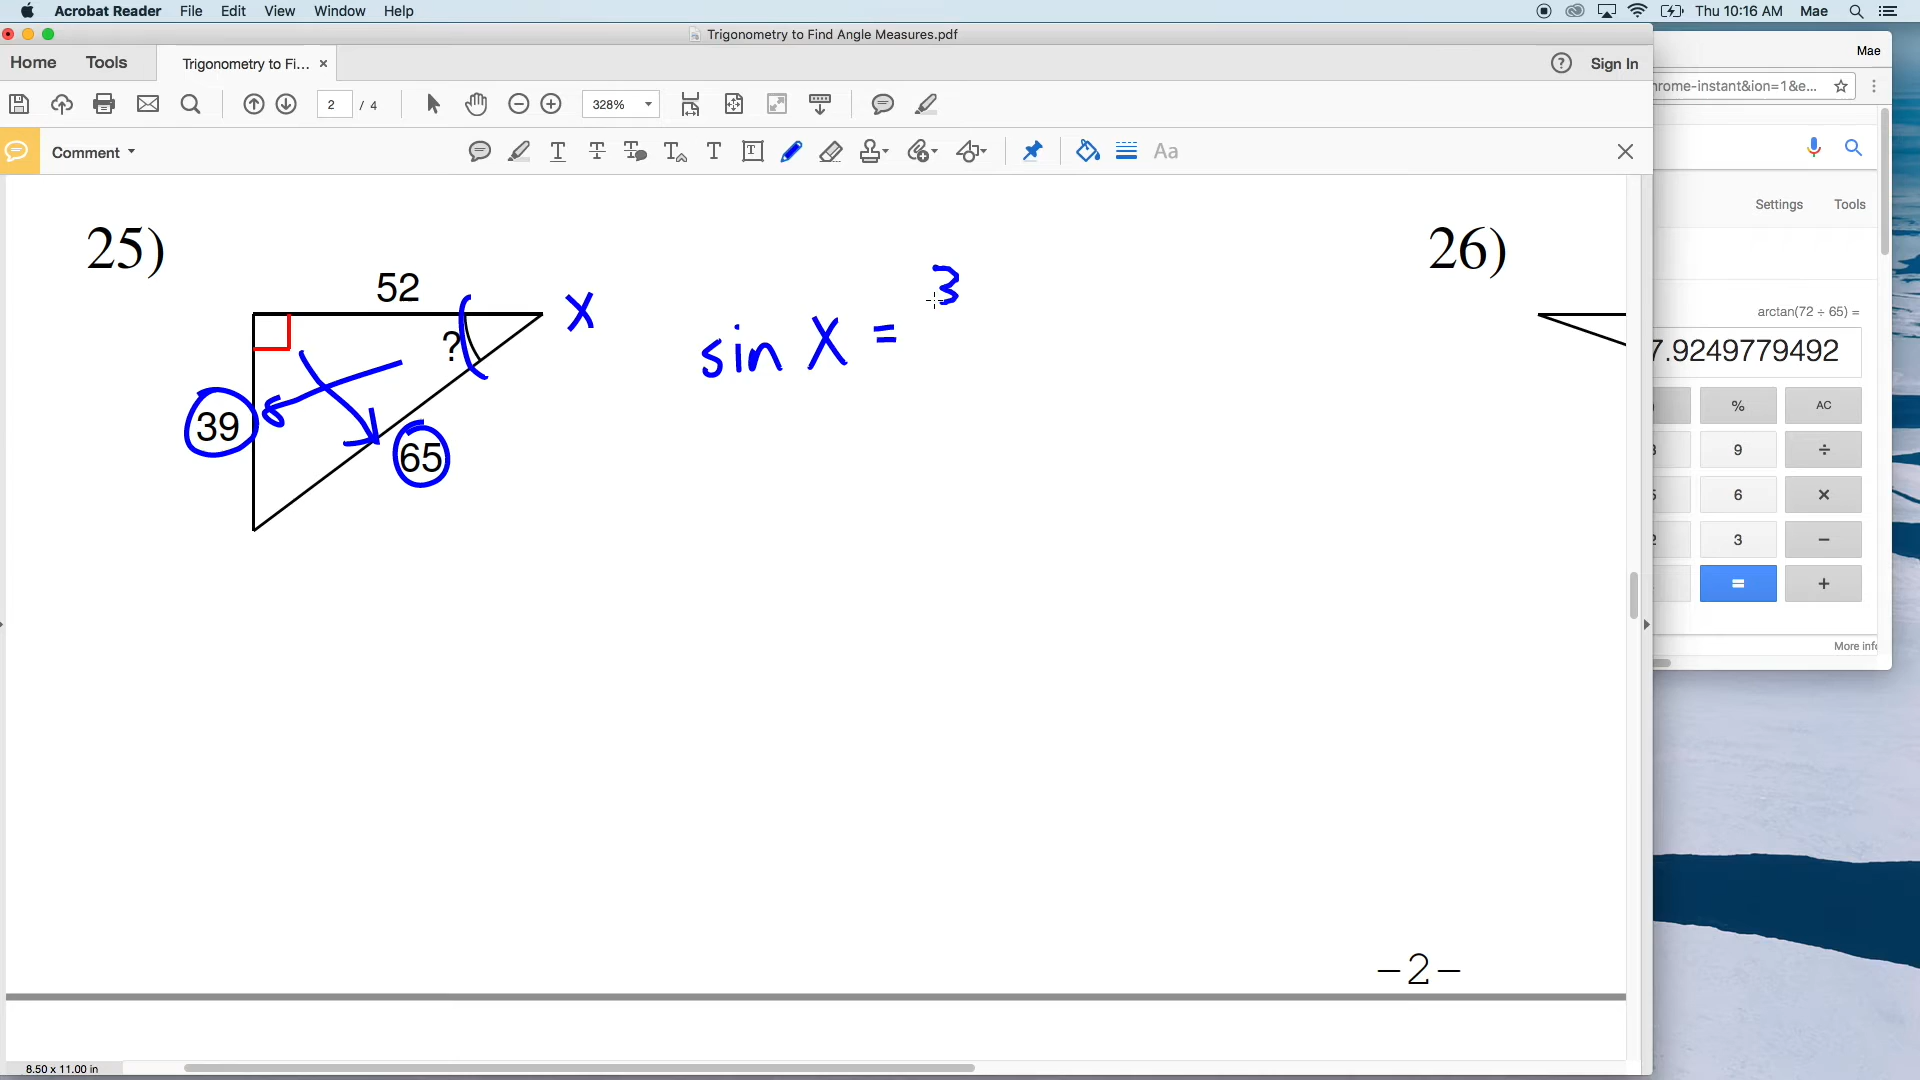 Acrobat Reader File Edit View Window Help Thu 10:16 AM Mae
Trigonometry to Find Angle Measures.pdf
Mae
Home Tools Trigonometry to Fi... × ? Sign In
hrome-instant&ion=1&e...
2 / 4 328%
Comment T T T T T T Aa
Settings Tools
25)
26)
52
x
?
sin X = 3
39
65
arctan(72 ÷ 65) =
7.9249779492
% AC
9 ÷
6 ×
3 −
= +
More info
-2-
8.50 x 11.00 in